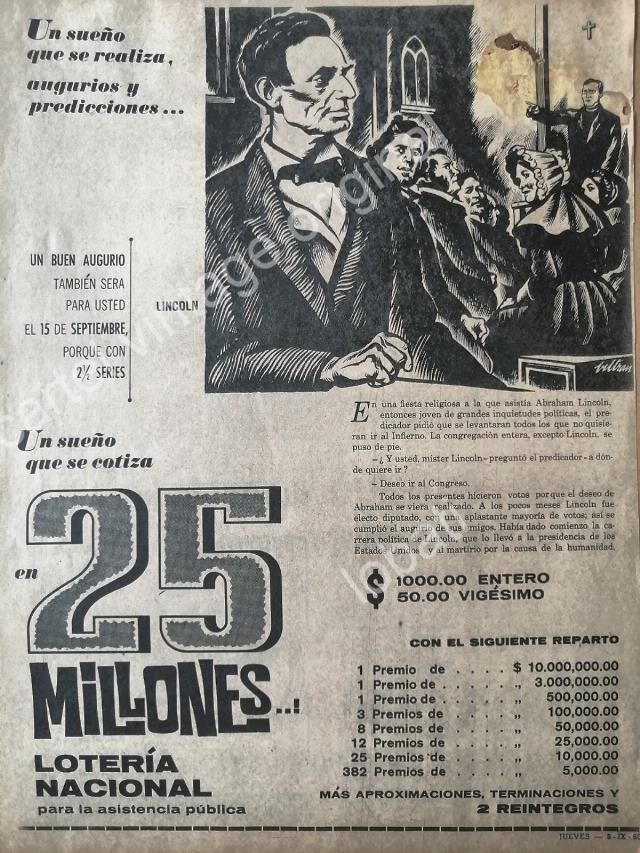 Un sueño
que se realiza,
augurios y
predicciones...
UN BUEN AUGURIO
TAMBIÉN SERA
PARA USTED
EL 15 DE SEPTIEMBRE,
PORQUE CON
2½ SERIES
LINCOLN
beltran
Un sueño
que se cotiza
en
25
MILLONES..!
LOTERÍA
NACIONAL
para la asistencia pública
En una fiesta religiosa a la que asistía Abraham Lincoln,
entonces joven de grandes inquietudes políticas, el pre-
dicador pidió que se levantaran todos los que no quisie-
ran ir al Infierno. La congregación entera, excepto Lincoln, se
puso de pie.
—¿Y usted, mister Lincoln—preguntó el predicador—a dón-
de quiere ir?
—Deseo ir al Congreso.
Todos los presentes hicieron votos porque el deseo de
Abraham se viera realizado. A los pocos meses Lincoln fue
electo diputado, con una aplastante mayoría de votos; así se
cumplió el augurio de sus amigos. Había dado comienzo la ca-
rrera política de Lincoln, que lo llevó a la presidencia de los
Estados Unidos y al martirio por la causa de la humanidad.
$ 1000.00 ENTERO
50.00 VIGÉSIMO
CON EL SIGUIENTE REPARTO
1 Premio de . . . . $ 10.000,000.00
1 Premio de . . . . . „ 3.000,000.00
1 Premio de . . . . . „ 500,000.00
3 Premios de . . . . „ 100,000.00
8 Premios de . . . . „ 50,000.00
12 Premios de . . . . „ 25,000.00
25 Premios de . . . . „ 10,000.00
382 Premios de . . . . „ 5,000.00
MÁS APROXIMACIONES, TERMINACIONES Y
2 REINTEGROS
JUEVES — 8-IX-60
vintage original